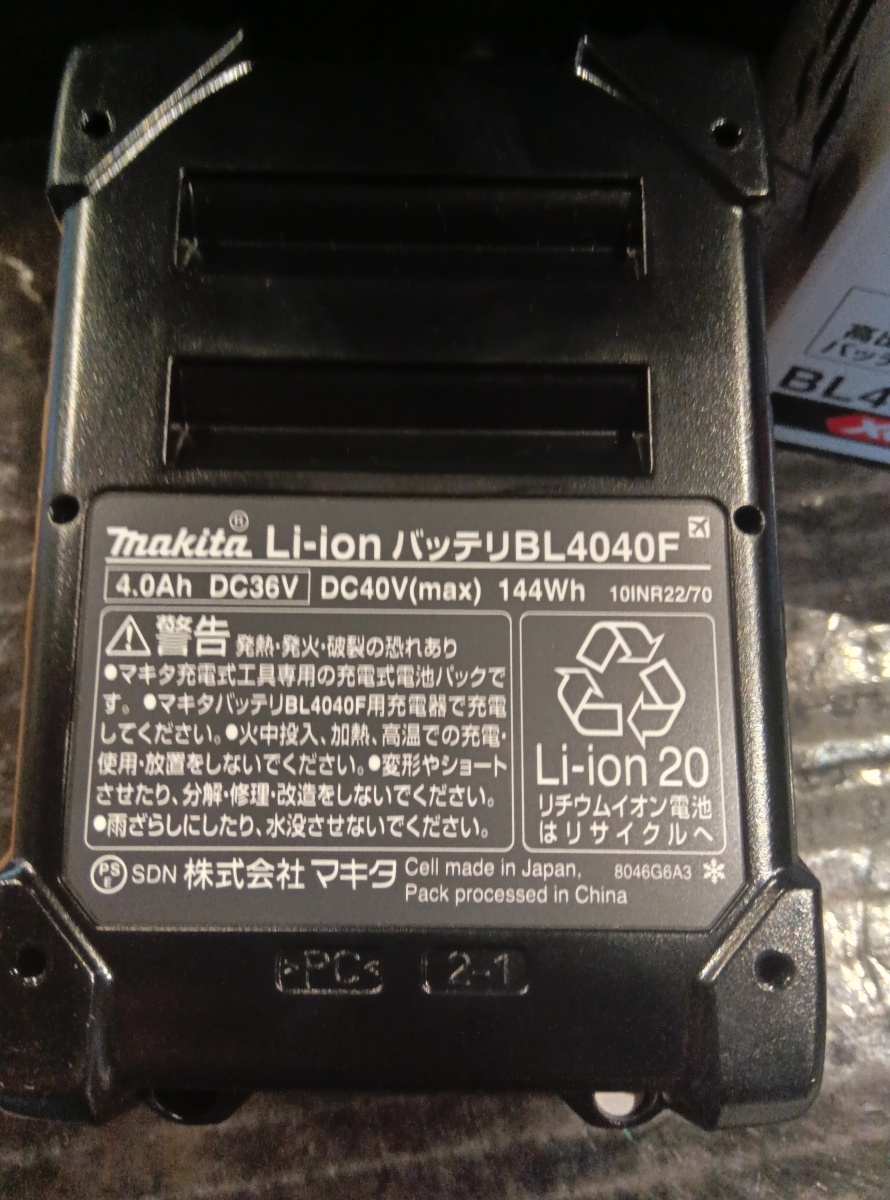 makita® Li-ion バッテリBL4040F
4.0Ah DC36V DC40V(max) 144Wh 10INR22/70
警告 発熱・発火・破裂の恐れあり
●マキタ充電式工具専用の充電式電池パックで
す。●マキタバッテリBL4040F用充電器で充電
してください。●火中投入、加熱、高温での充電・
使用・放置をしないでください。●変形やショート
させたり、分解・修理・改造をしないでください。
●雨ざらしにしたり、水没させないでください。
Li-ion 20
リチウムイオン電池
はリサイクルへ
PS
E
SDN 株式会社 マキタ
Cell made in Japan,
Pack processed in China
8046G6A3
>PC< 2-1
BL4